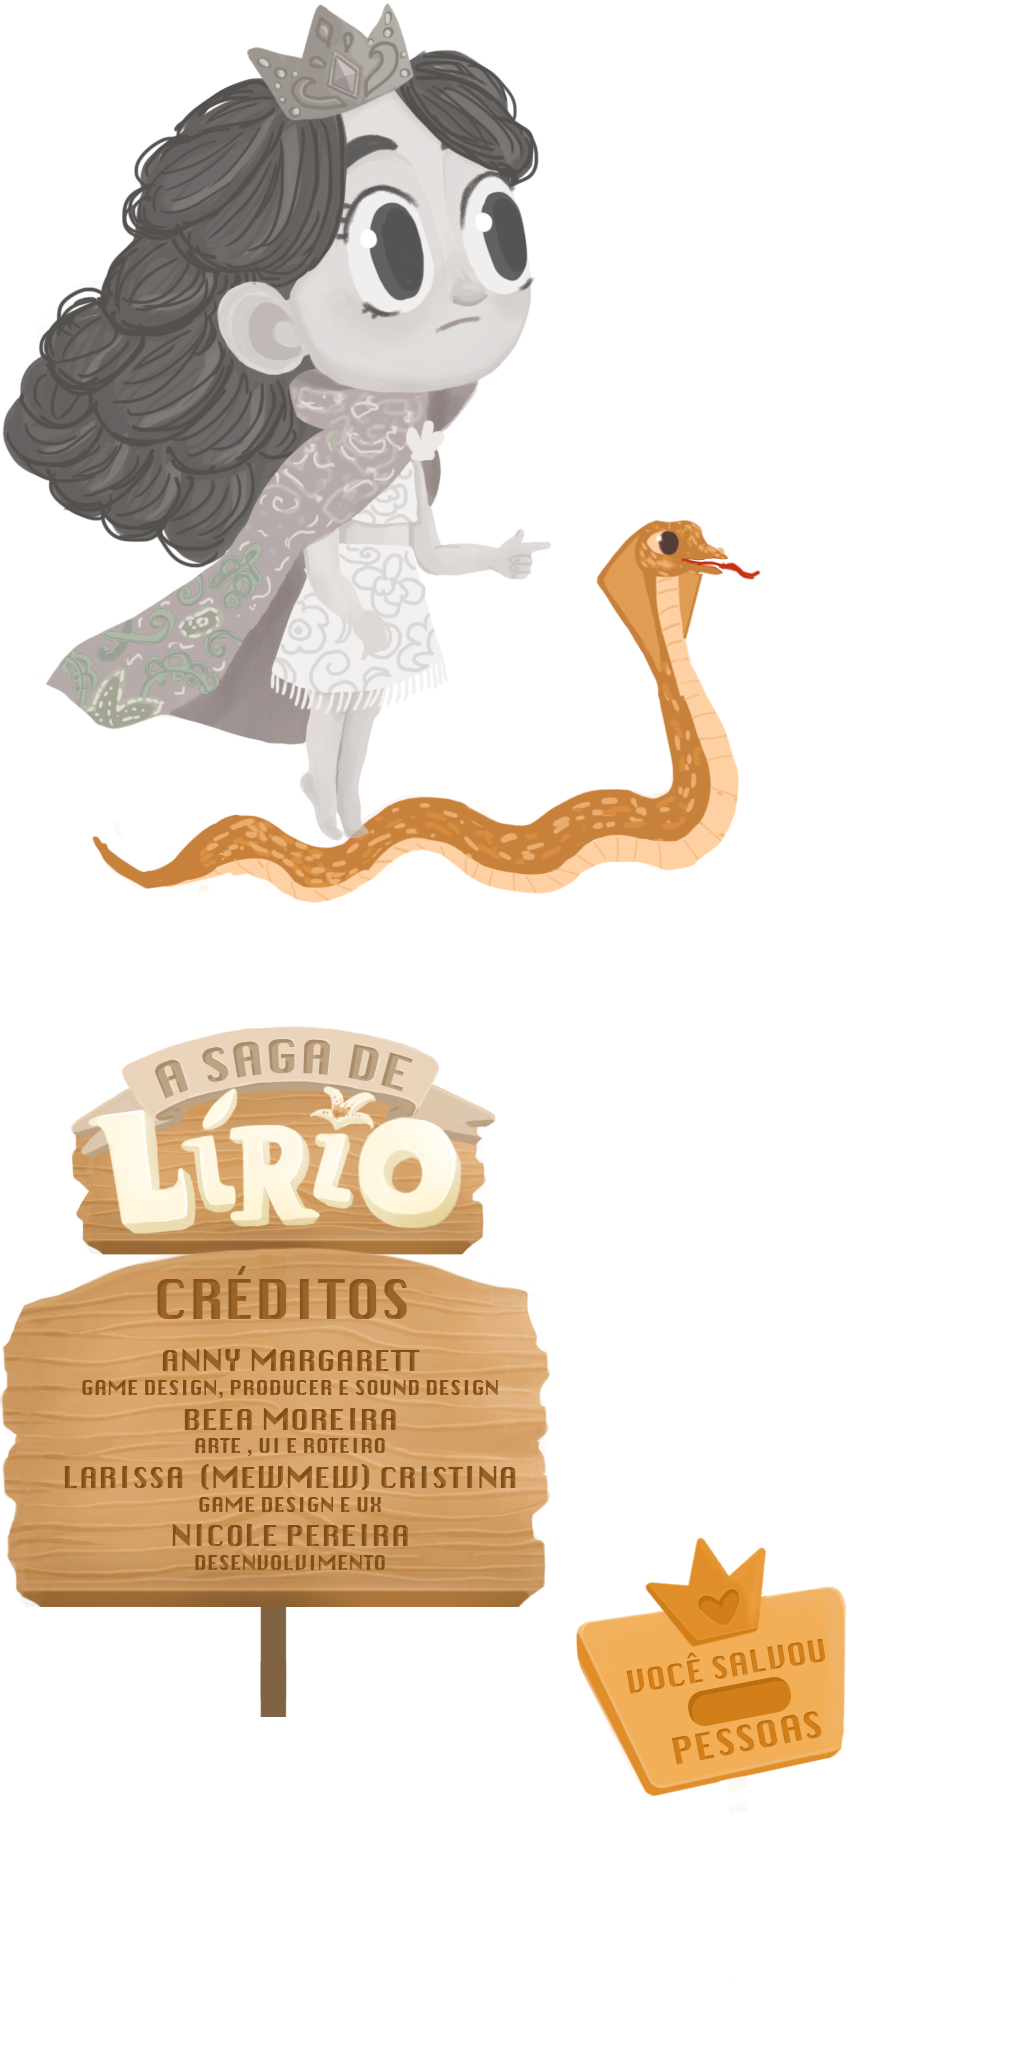 A SAGA DE
LÍRIO
CRÉDITOS
ANNY MARGARETT
GAME DESIGN, PRODUCER E SOUND DESIGN
BEEA MOREIRA
ARTE , UI E ROTEIRO
LARISSA (MEWMEW) CRISTINA
GAME DESIGN E UX
NICOLE PEREIRA
DESENVOLVIMENTO
VOCÊ SALVOU
PESSOAS